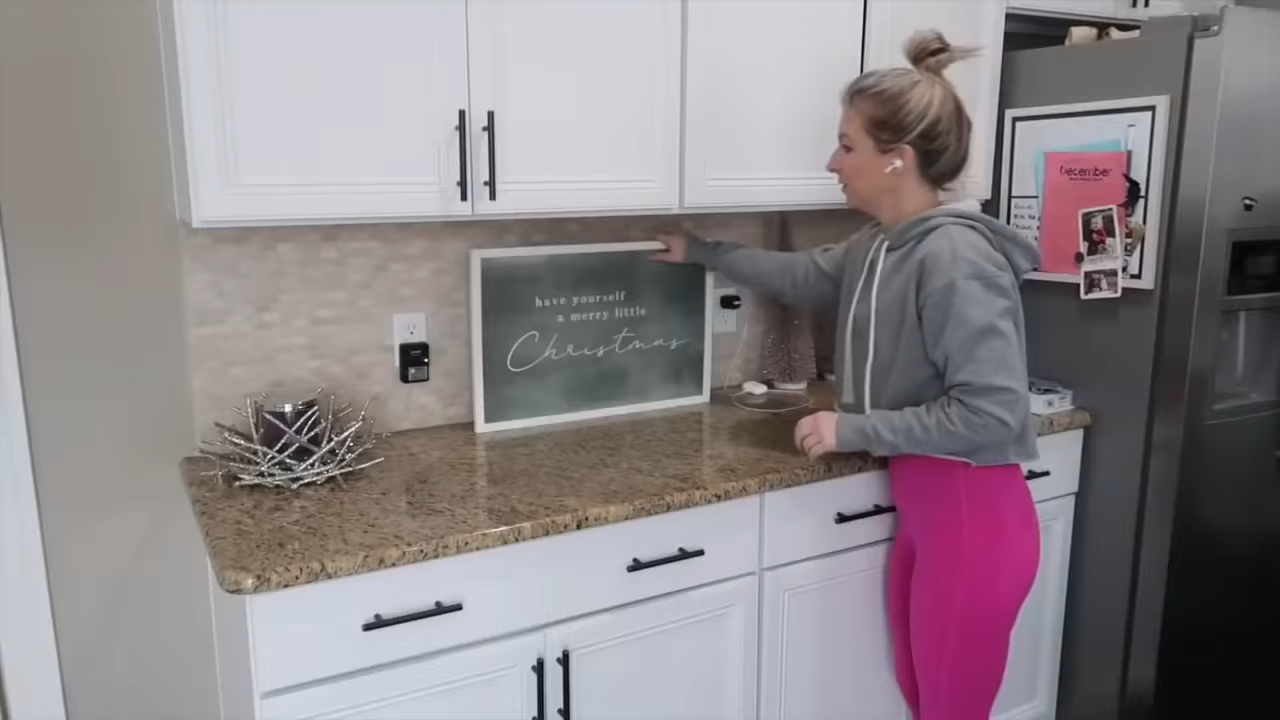 have yourself
a merry little
Christmas
December